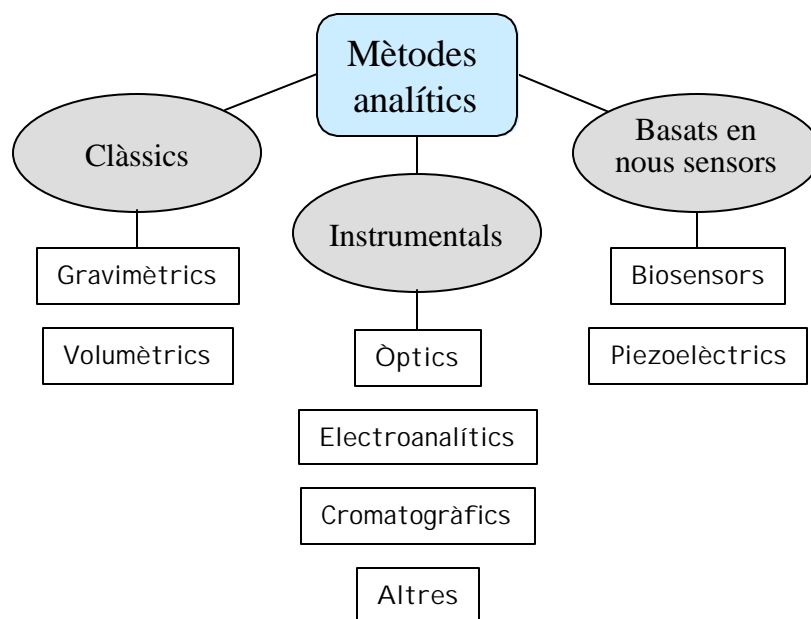 Mètodes
analítics
Clàssics
Gravimètrics
Volumètrics
Instrumentals
Òptics
Electroanalítics
Cromatogràfics
Altres
Basats en
nous sensors
Biosensors
Piezoelèctrics